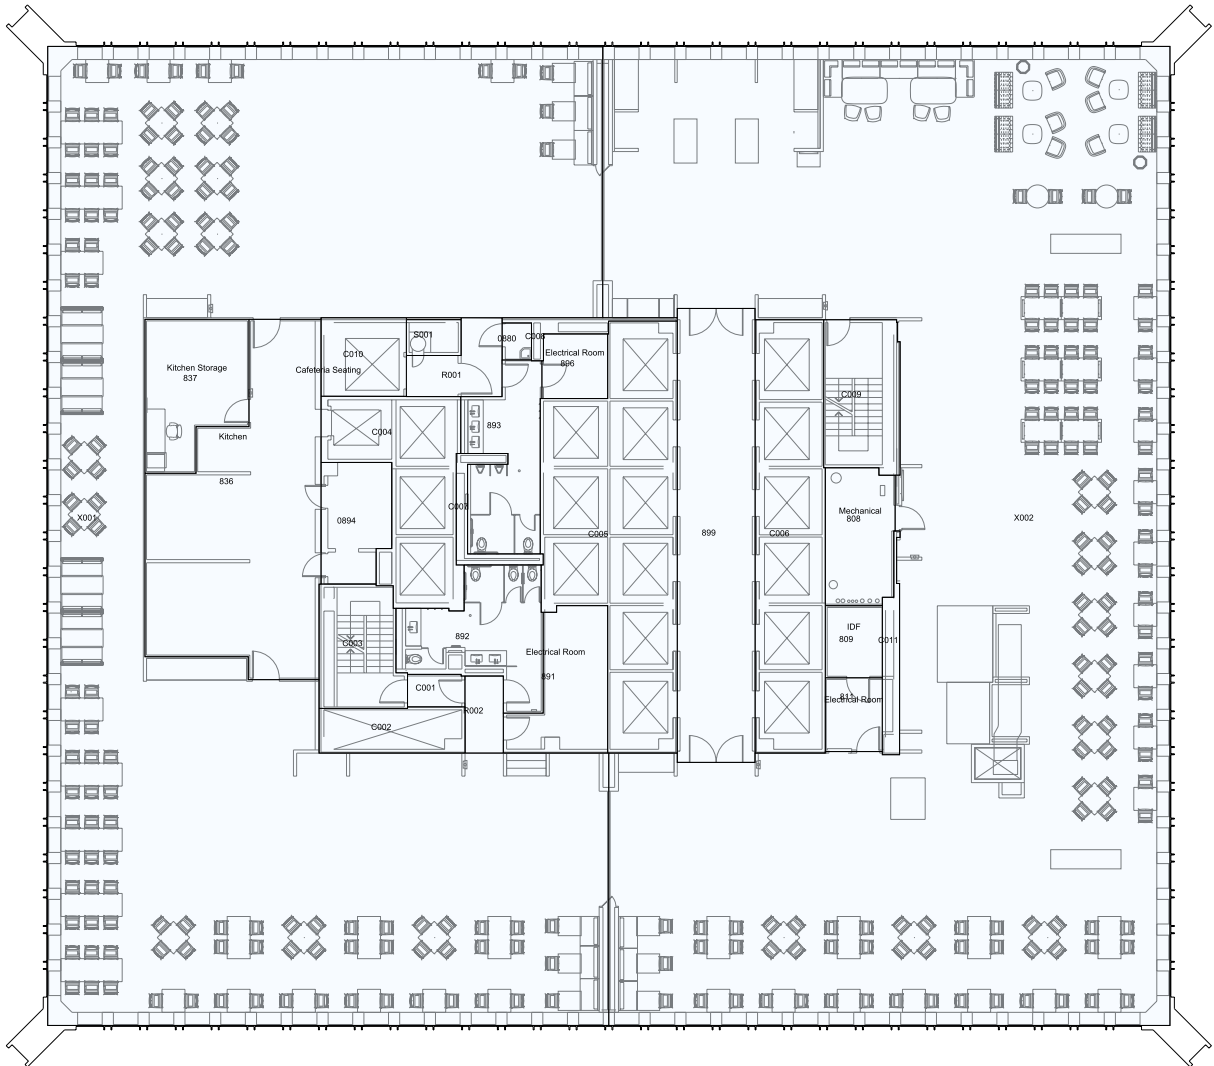 S001
0880
C008
C010
Electrical Room
896
Kitchen Storage
837
Cafeteria Seating
R001
C009
893
C004
Kitchen
836
C007
Mechanical
808
X001
0894
X002
C005
899
C006
IDF
809
892
C003
C011
Electrical Room
891
C001
811
Electrical Room
R002
C002